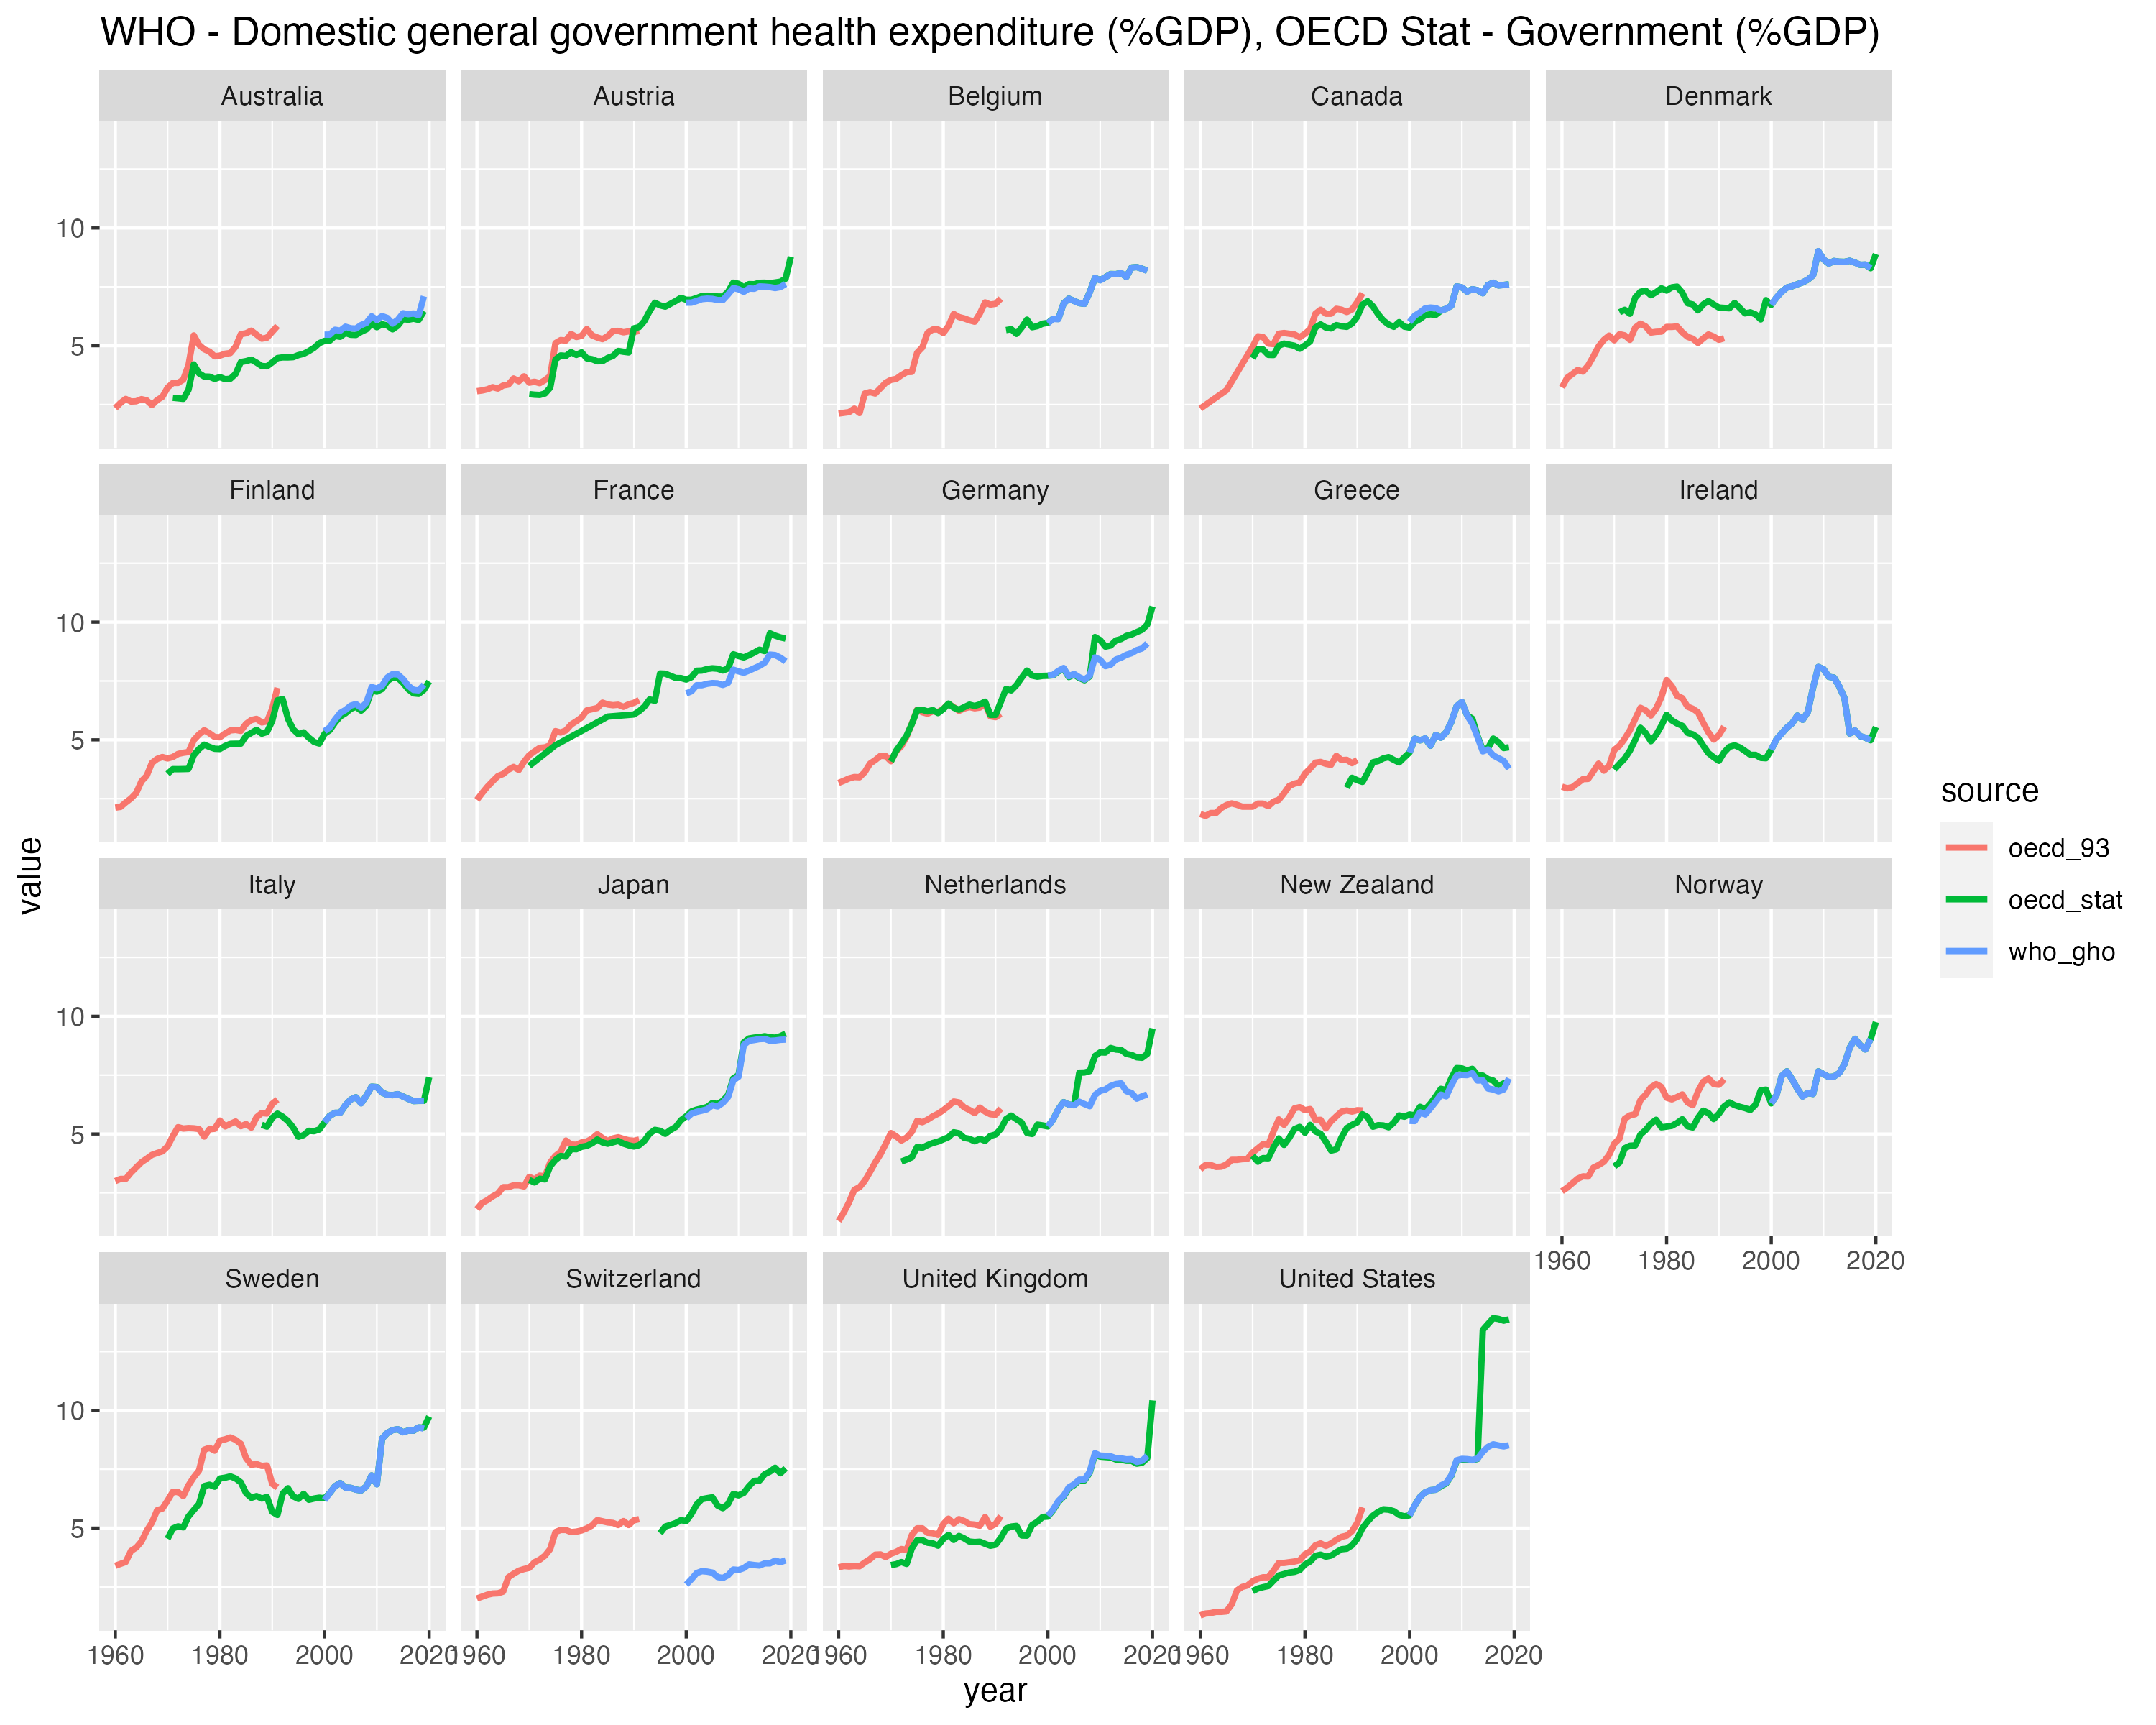 WHO - Domestic general government health expenditure (%GDP), OECD Stat - Government (%GDP)
Australia Austria Belgium Canada Denmark
10
5
Finland France Germany Greece Ireland
10
5
source
oecd_93
oecd_stat
who_gho
value
Italy Japan Netherlands New Zealand Norway
10
5
1960 1980 2000 2020
Sweden Switzerland United Kingdom United States
10
5
1960 1980 2000 2020 1960 1980 2000 2020 1960 1980 2000 2020 1960 1980 2000 2020
year